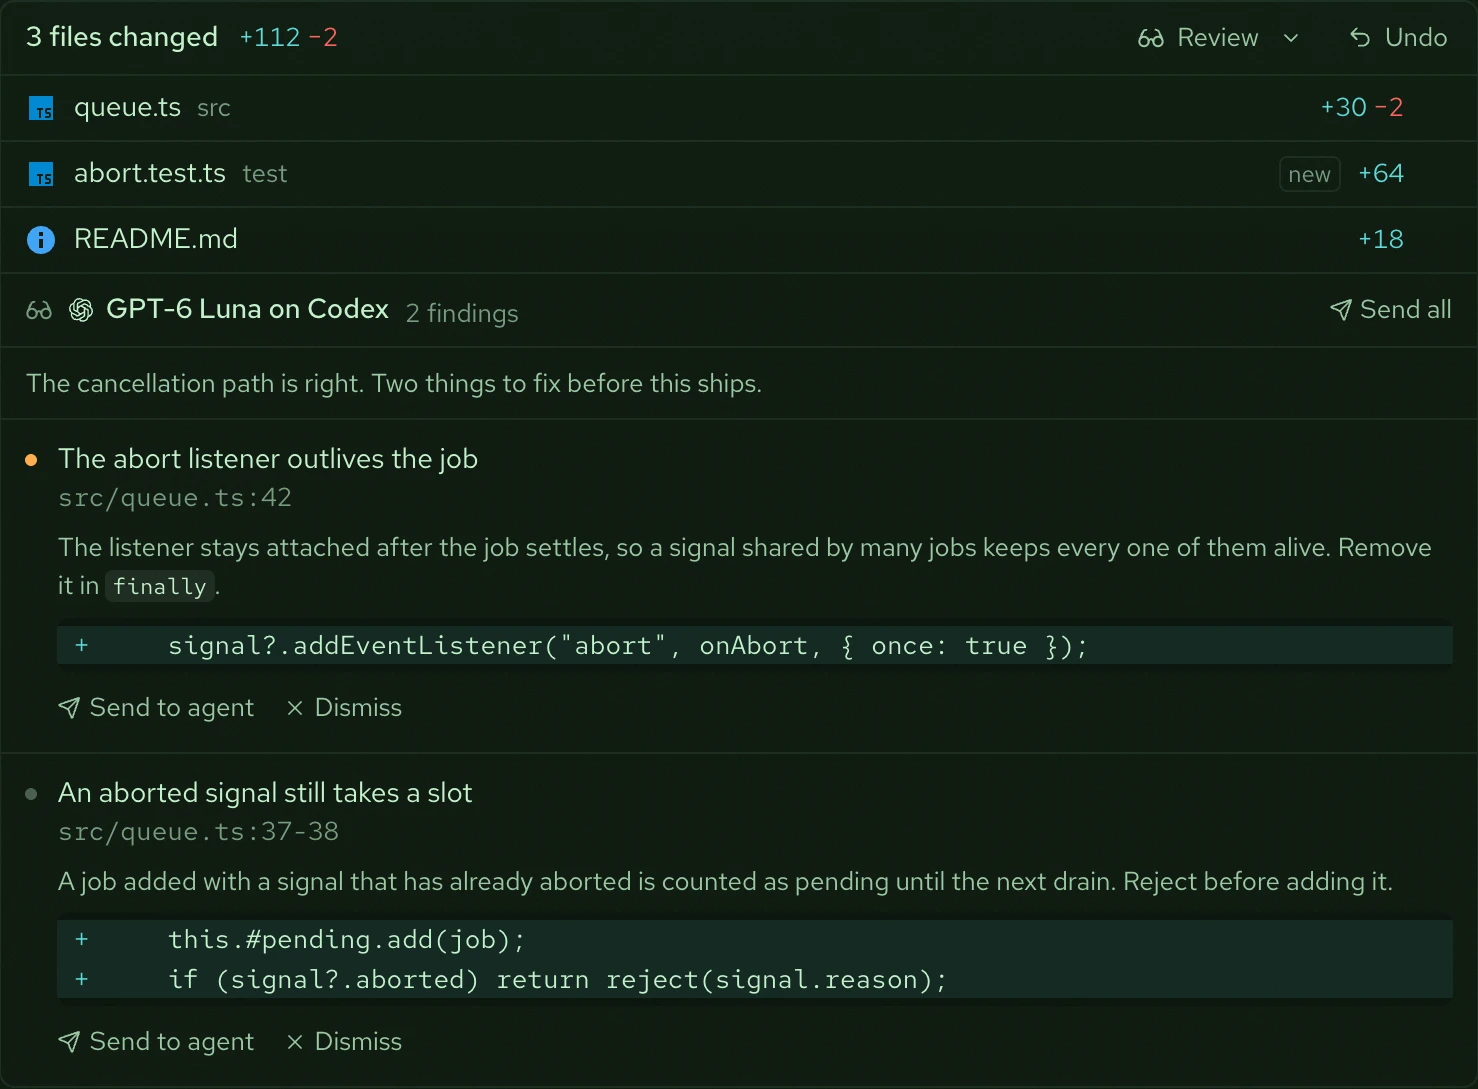 3 files changed +112 −2 Review Undo
TS queue.ts src +30 −2
TS abort.test.ts test new +64
README.md +18
GPT-6 Luna on Codex 2 findings Send all
The cancellation path is right. Two things to fix before this ships.
The abort listener outlives the job
src/queue.ts:42
The listener stays attached after the job settles, so a signal shared by many jobs keeps every one of them alive. Remove
it in finally.
+ signal?.addEventListener("abort", onAbort, { once: true });
Send to agent Dismiss
An aborted signal still takes a slot
src/queue.ts:37-38
A job added with a signal that has already aborted is counted as pending until the next drain. Reject before adding it.
+ this.#pending.add(job);
+ if (signal?.aborted) return reject(signal.reason);
Send to agent Dismiss